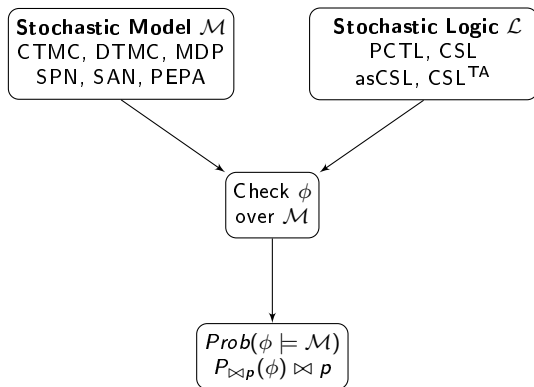 Stochastic Model ℳ
CTMC, DTMC, MDP
SPN, SAN, PEPA
Stochastic Logic ℒ
PCTL, CSL
asCSL, CSL^TA
Check ϕ
over ℳ
Prob(ϕ ⊨ ℳ)
P_⋈p(ϕ) ⋈ p